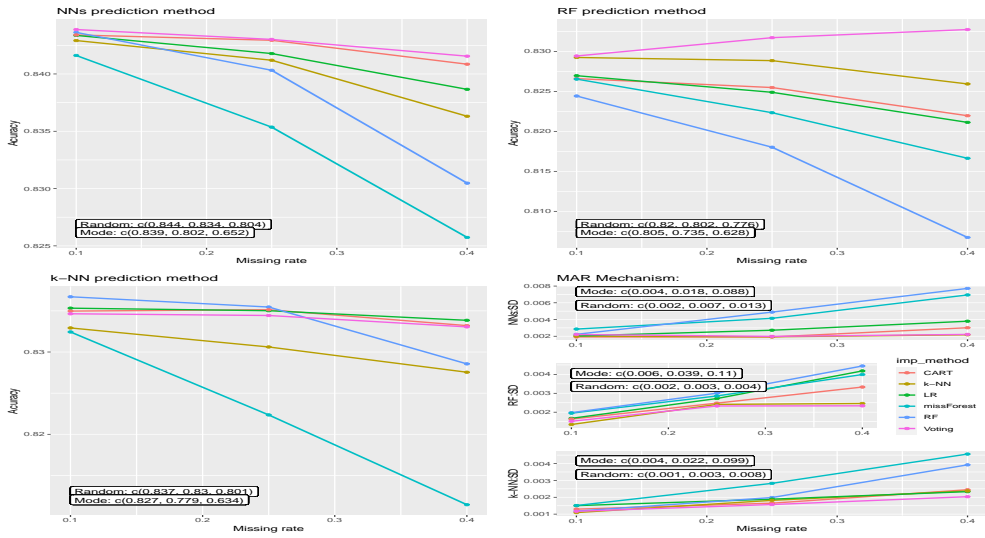 NNs prediction method
0.840
0.835
0.830
0.825
Acuracy
Random: c(0.844, 0.834, 0.804)
Mode: c(0.839, 0.802, 0.652)
0.1
0.2
0.3
0.4
Missing rate
RF prediction method
0.830
0.825
0.820
0.815
0.810
Acuracy
Random: c(0.82, 0.802, 0.776)
Mode: c(0.805, 0.735, 0.628)
0.1
0.2
0.3
0.4
Missing rate
k-NN prediction method
0.83
0.82
Acuracy
Random: c(0.837, 0.83, 0.801)
Mode: c(0.827, 0.779, 0.634)
0.1
0.2
0.3
0.4
Missing rate
MAR Mechanism:
0.008
0.006
0.004
0.002
NNs:SD
Mode: c(0.004, 0.018, 0.088)
Random: c(0.002, 0.007, 0.013)
0.1
0.2
0.3
0.4
0.004
0.003
0.002
RF:SD
Mode: c(0.006, 0.039, 0.11)
Random: c(0.002, 0.003, 0.004)
0.1
0.2
0.3
0.4
imp_method
CART
k-NN
LR
missForest
RF
Voting
0.004
0.003
0.002
0.001
k-NN:SD
Mode: c(0.004, 0.022, 0.099)
Random: c(0.001, 0.003, 0.008)
0.1
0.2
0.3
0.4
Missing rate